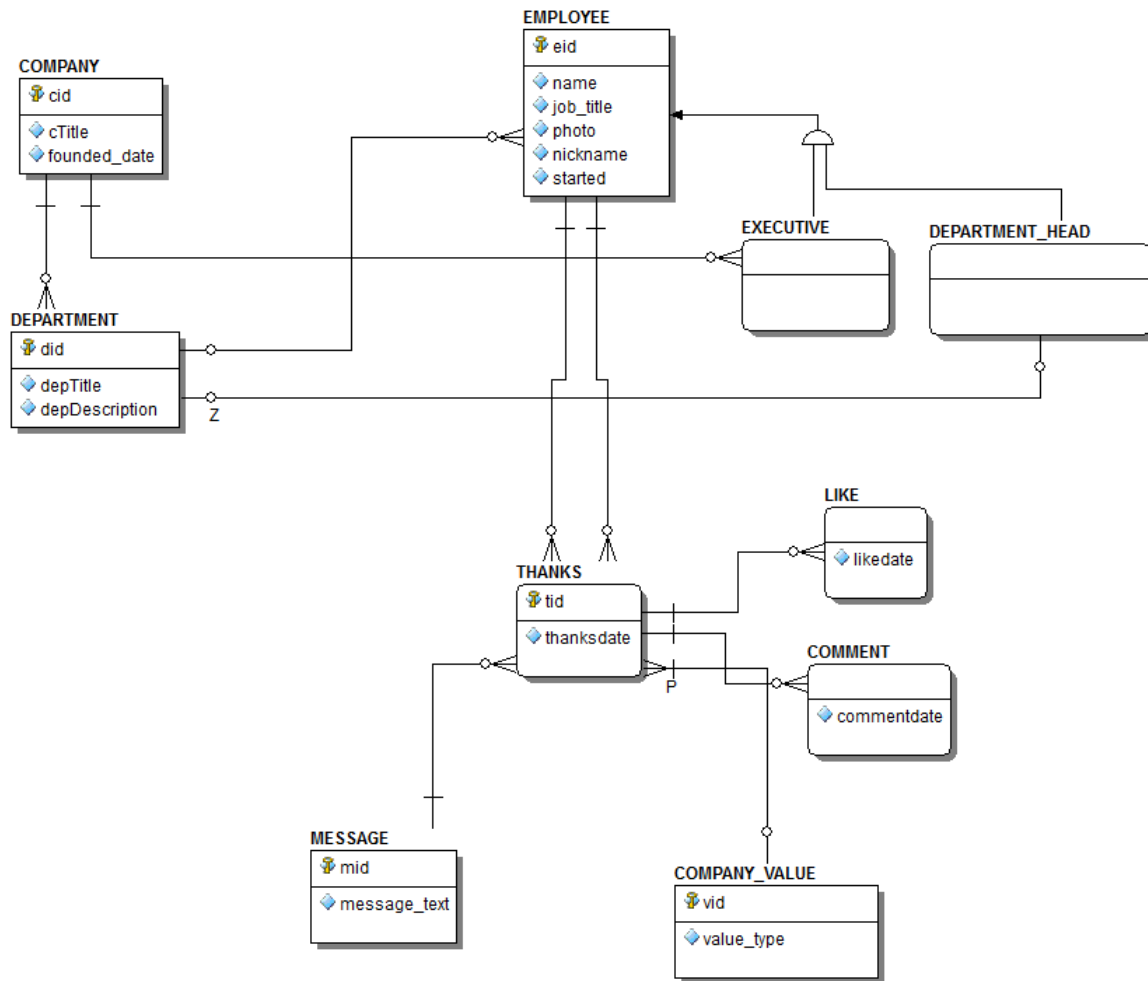 EMPLOYEE
eid
name
job_title
photo
nickname
started
COMPANY
cid
cTitle
founded_date
EXECUTIVE
DEPARTMENT_HEAD
DEPARTMENT
did
depTitle
depDescription
Z
LIKE
likedate
THANKS
tid
thanksdate
P
COMMENT
commentdate
MESSAGE
mid
message_text
COMPANY_VALUE
vid
value_type